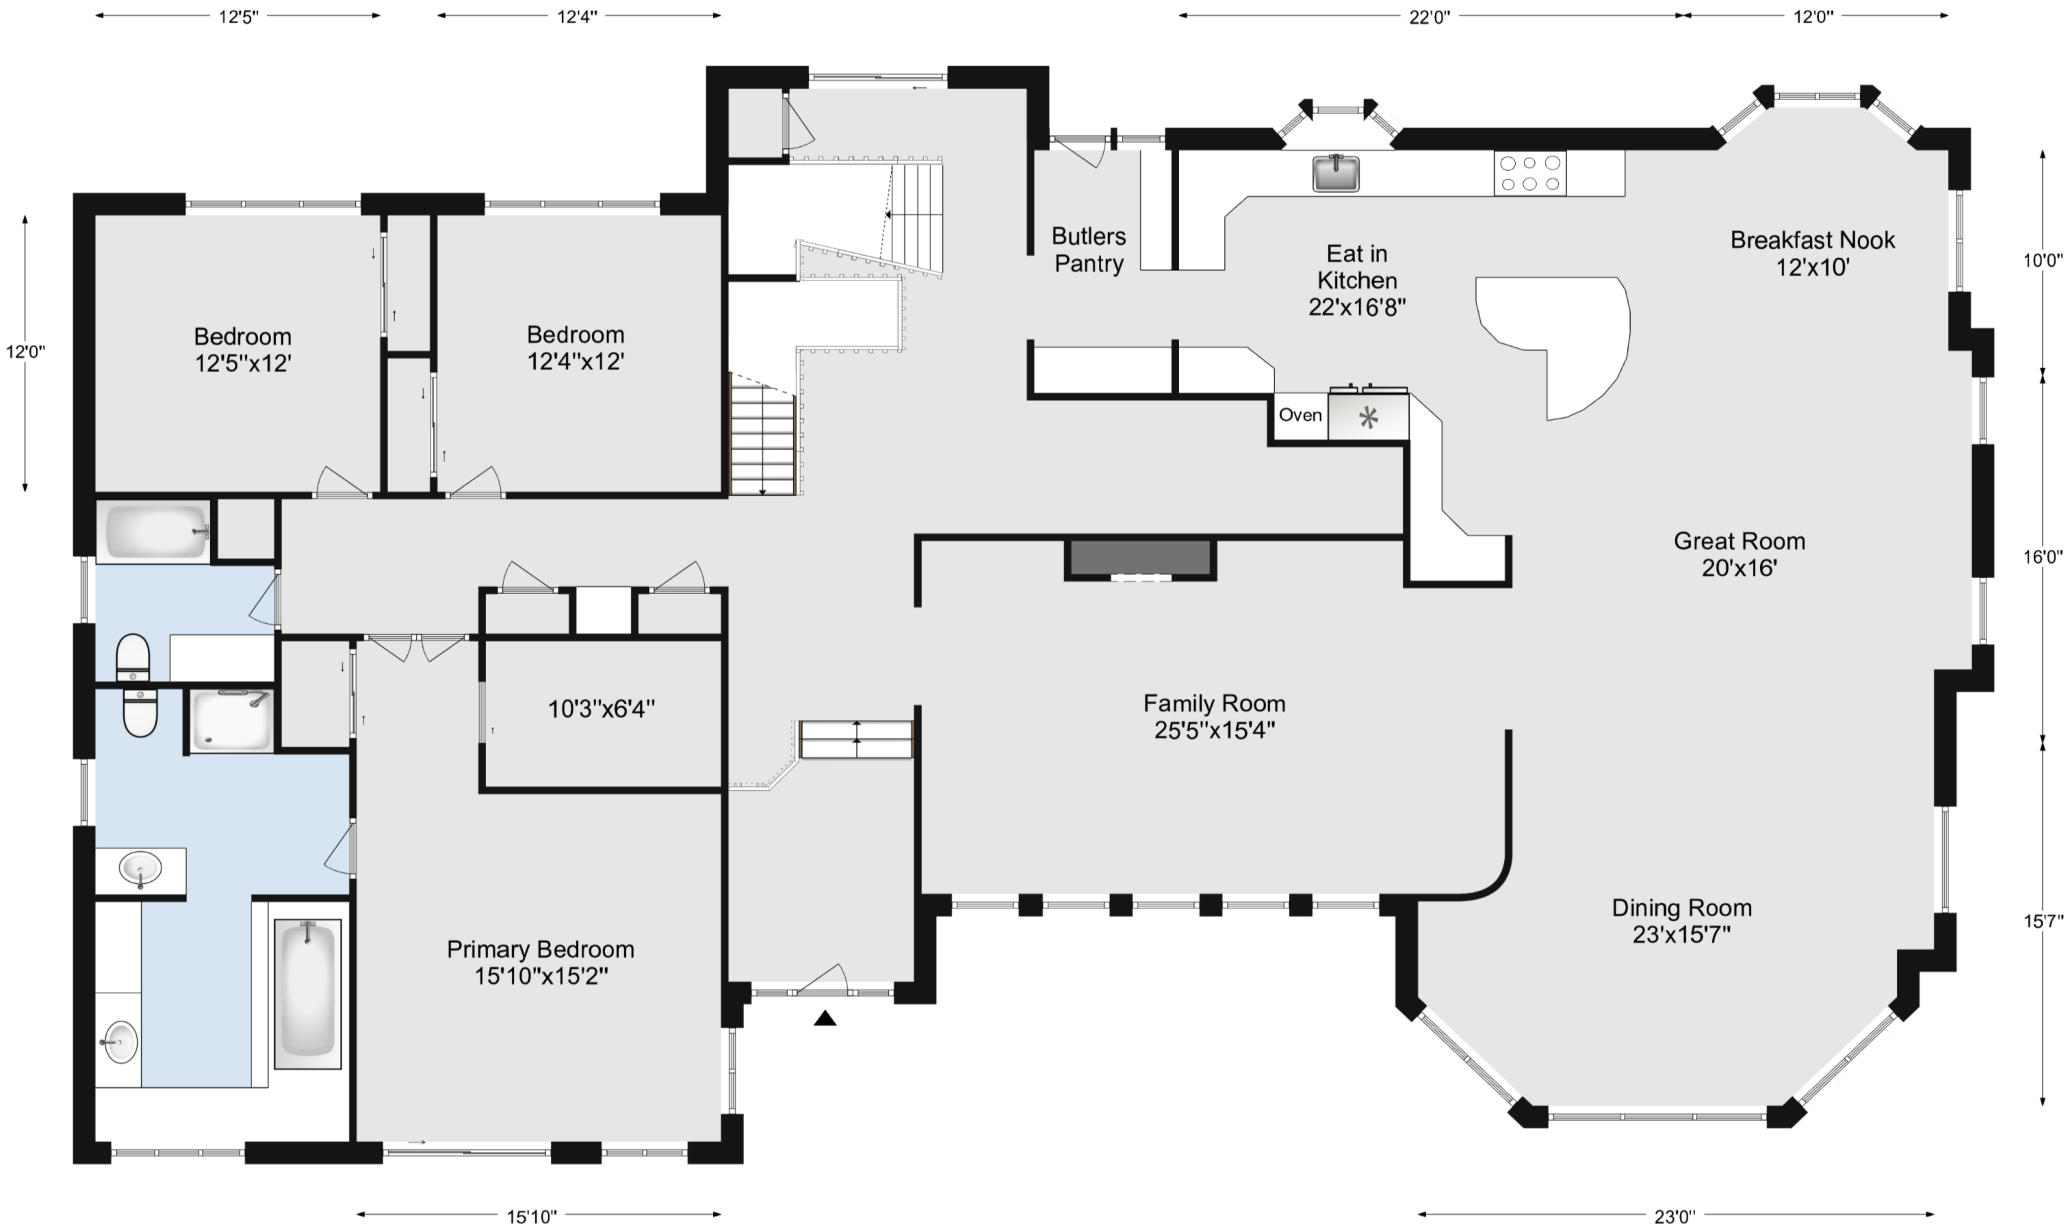 12'5"
12'4"
22'0"
12'0"
12'0"
Bedroom
12'5"x12'
Bedroom
12'4"x12'
Butlers
Pantry
Eat in
Kitchen
22'x16'8"
Breakfast Nook
12'x10'
10'0"
Oven
Great Room
20'x16'
16'0"
10'3"x6'4"
Family Room
25'5"x15'4"
Primary Bedroom
15'10"x15'2"
Dining Room
23'x15'7"
15'7"
15'10"
23'0"